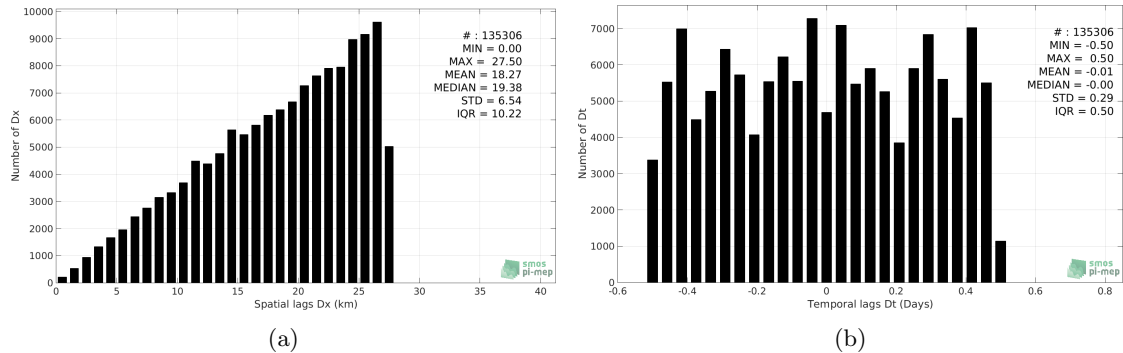 10000
9000
8000
7000
6000
5000
4000
3000
2000
1000
0
Number of Dx
# : 135306
MIN = 0.00
MAX = 27.50
MEAN = 18.27
MEDIAN = 19.38
STD = 6.54
IQR = 10.22
smos
pi-mep
0 5 10 15 20 25 30 35 40
Spatial lags Dx (km)
(a)
7000
6000
5000
4000
3000
2000
1000
0
Number of Dt
# : 135306
MIN = -0.50
MAX = 0.50
MEAN = -0.01
MEDIAN = -0.00
STD = 0.29
IQR = 0.50
smos
pi-mep
-0.6 -0.4 -0.2 0 0.2 0.4 0.6 0.8
Temporal lags Dt (Days)
(b)